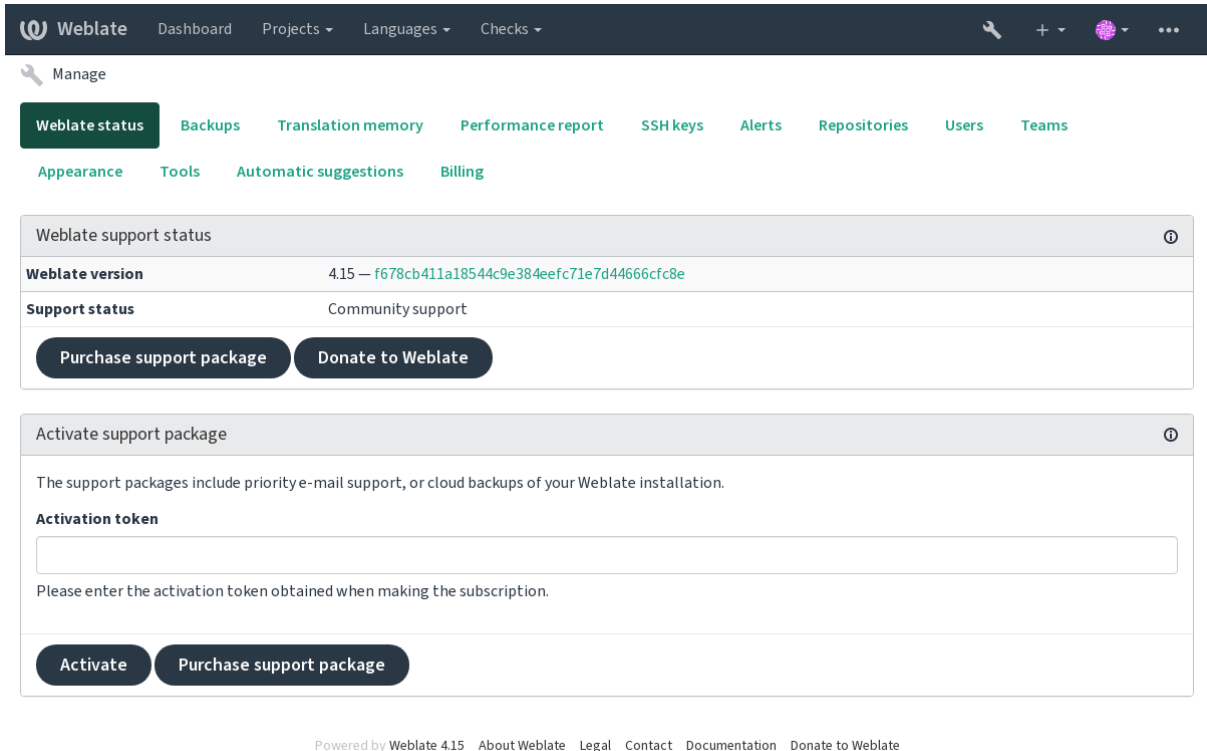 Weblate Dashboard Projects Languages Checks
Manage
Weblate status Backups Translation memory Performance report SSH keys Alerts Repositories Users Teams
Appearance Tools Automatic suggestions Billing
Weblate support status
Weblate version 4.15 — f678cb411a18544c9e384eefc71e7d44666cfc8e
Support status Community support
Purchase support package Donate to Weblate
Activate support package
The support packages include priority e-mail support, or cloud backups of your Weblate installation.
Activation token
Please enter the activation token obtained when making the subscription.
Activate Purchase support package
Powered by Weblate 4.15 About Weblate Legal Contact Documentation Donate to Weblate